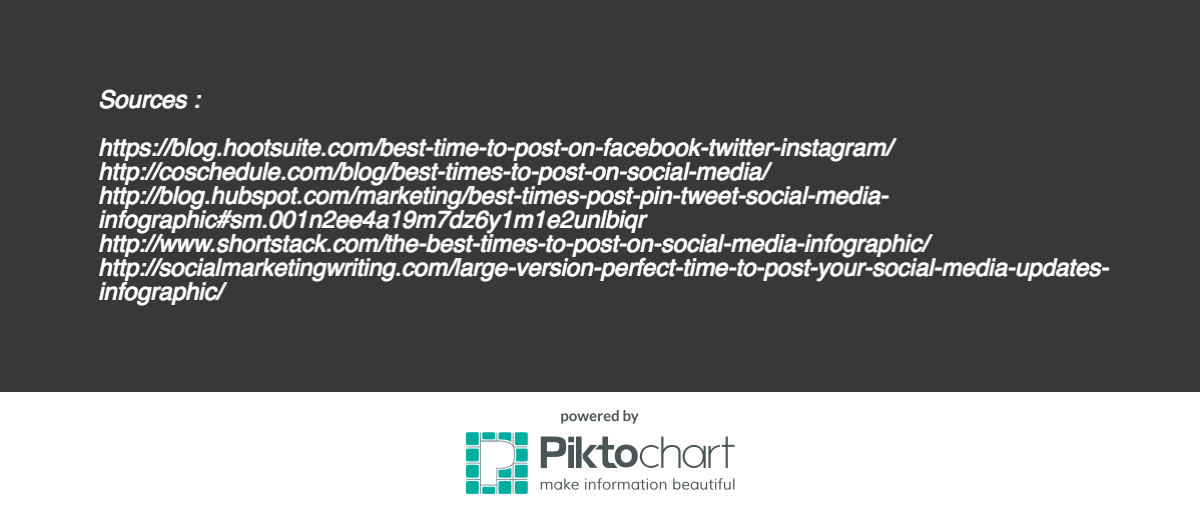 Sources :
https://blog.hootsuite.com/best-time-to-post-on-facebook-twitter-instagram/
http://coschedule.com/blog/best-times-to-post-on-social-media/
http://blog.hubspot.com/marketing/best-times-post-pin-tweet-social-media-
infographic#sm.001n2ee4a19m7dz6y1m1e2unlbiqr
http://www.shortstack.com/the-best-times-to-post-on-social-media-infographic/
http://socialmarketingwriting.com/large-version-perfect-time-to-post-your-social-media-updates-
infographic/
powered by
Piktochart
make information beautiful